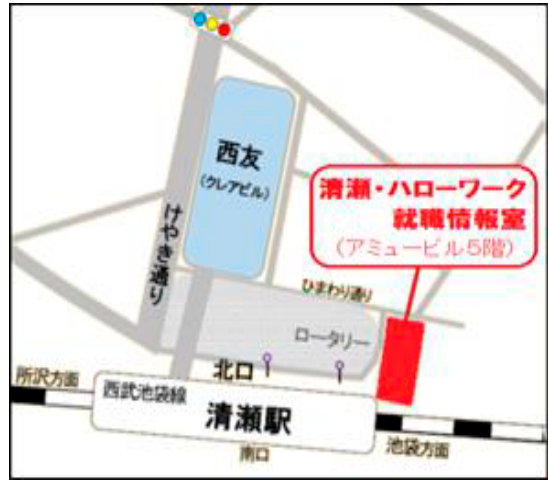 西友
(クレアビル)
清瀬・ハローワーク
就職情報室
(アミュービル5階)
けやき通り
ひまわり通り
ロータリー
北口
所沢方面
西武池袋線
清瀬駅
南口
池袋方面